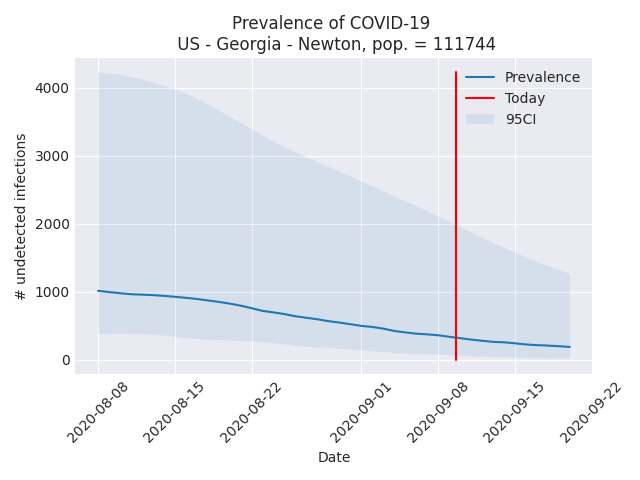 Prevalence of COVID-19
US - Georgia - Newton, pop. = 111744
Prevalence
Today
95CI
# undetected infections
4000
3000
2000
1000
0
2020-08-08
2020-08-15
2020-08-22
2020-09-01
2020-09-08
2020-09-15
2020-09-22
Date